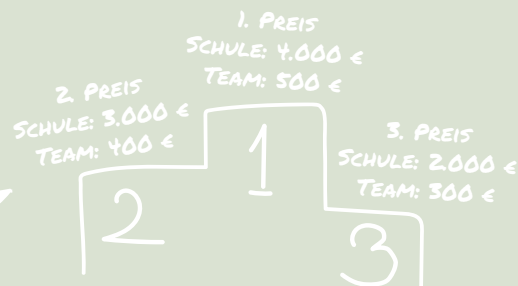 1. Preis
Schule: 4.000 €
Team: 500 €
2. Preis
Schule: 3.000 €
Team: 400 €
3. Preis
Schule: 2.000 €
Team: 300 €
1
2
3